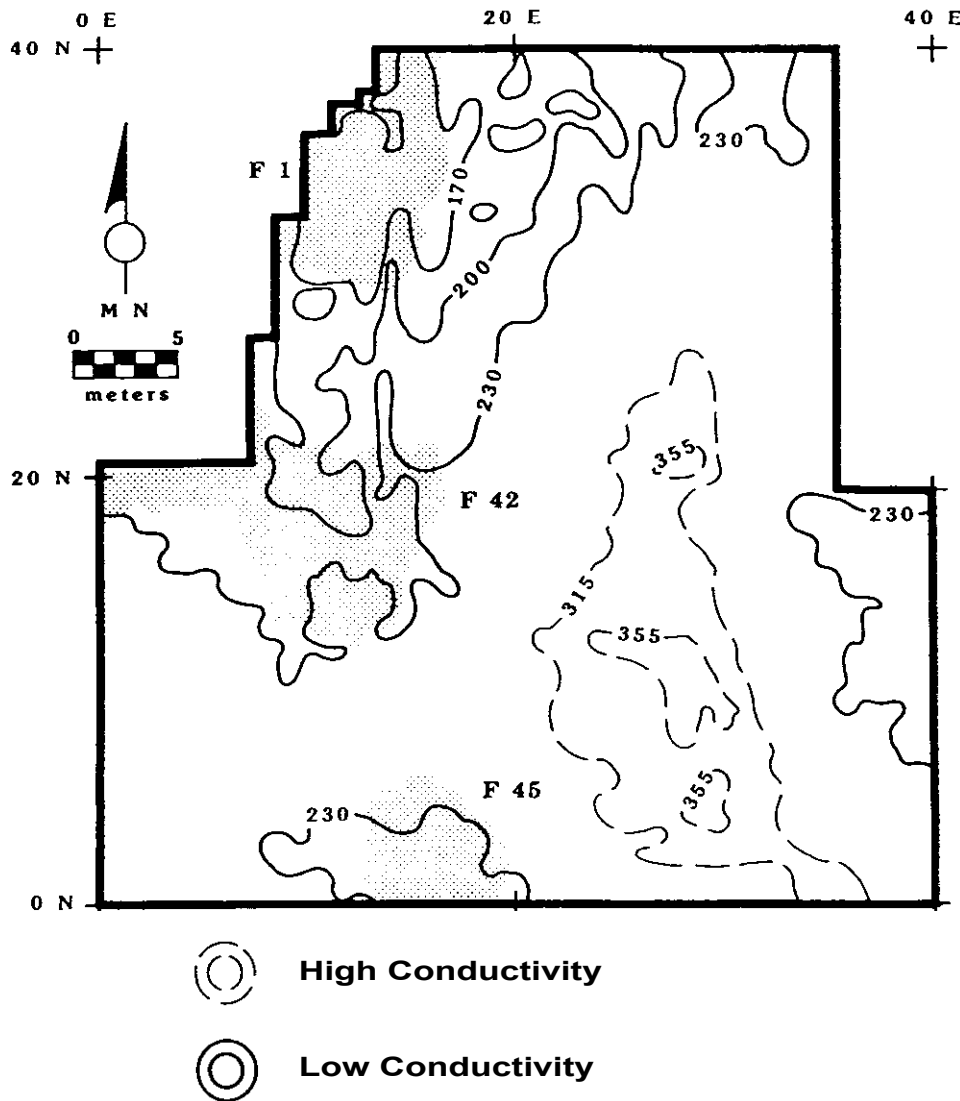 0 E
20 E
40 E
40 N
230
F 1
170
M N
200
0 5
meters
230
355
20 N
F 42
230
315
355
F 45
355
230
0 N
High Conductivity
Low Conductivity